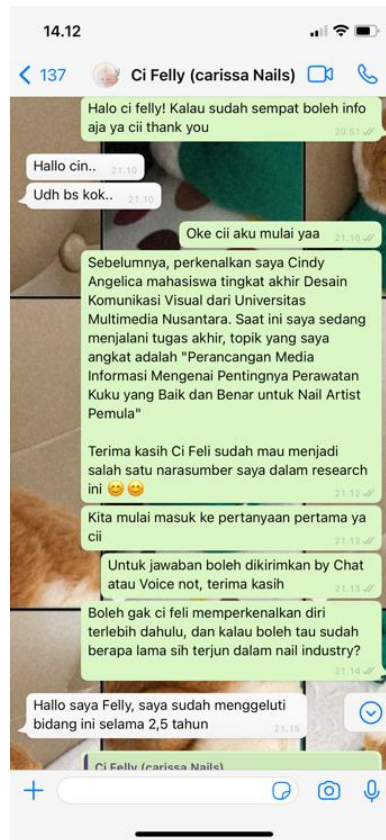 14.12
137 Ci Felly (carissa Nails)
Halo ci felly! Kalau sudah sempat boleh info
aja ya cii thank you
20.51
Hallo cin.. 21.10
Udh bs kok.. 21.10
Oke cii aku mulai yaa 21.10
Sebelumnya, perkenalkan saya Cindy
Angelica mahasiswa tingkat akhir Desain
Komunikasi Visual dari Universitas
Multimedia Nusantara. Saat ini saya sedang
menjalani tugas akhir, topik yang saya
angkat adalah "Perancangan Media
Informasi Mengenai Pentingnya Perawatan
Kuku yang Baik dan Benar untuk Nail Artist
Pemula"
Terima kasih Ci Feli sudah mau menjadi
salah satu narasumber saya dalam research
ini 😊😊 21.12
Kita mulai masuk ke pertanyaan pertama ya
cii 21.12
Untuk jawaban boleh dikirimkan by Chat
atau Voice not, terima kasih 21.13
Boleh gak ci feli memperkenalkan diri
terlebih dahulu, dan kalau boleh tau sudah
berapa lama sih terjun dalam nail industry?
21.14
Hallo saya Felly, saya sudah menggeluti
bidang ini selama 2,5 tahun 21.15
Ci Felly (carissa Nails)